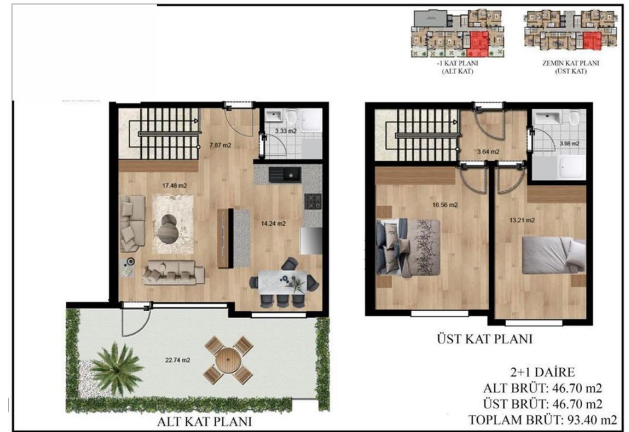 -1 KAT PLANI
(ALT KAT)
ZEMİN KAT PLANI
(ÜST KAT)
3.33 m2
7.87 m2
17.48 m2
14.24 m2
22.74 m2
ALT KAT PLANI
3.64 m2
3.98 m2
16.56 m2
13.21 m2
ÜST KAT PLANI
2+1 DAİRE
ALT BRÜT: 46.70 m2
ÜST BRÜT: 46.70 m2
TOPLAM BRÜT: 93.40 m2